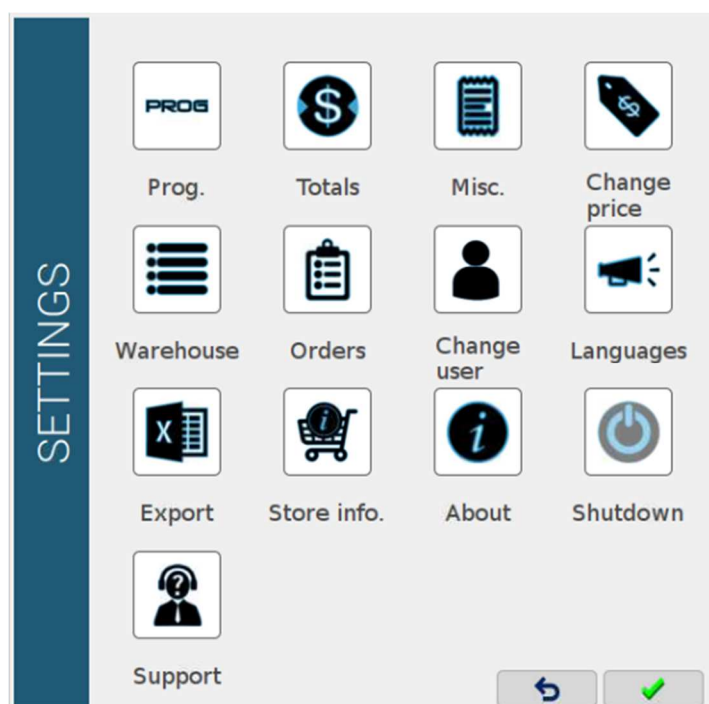 SETTINGS
PROG
$
$
Prog.
Totals
Misc.
Change
price
Warehouse
Orders
Change
user
Languages
X
i
i
Export
Store info.
About
Shutdown
?
Support